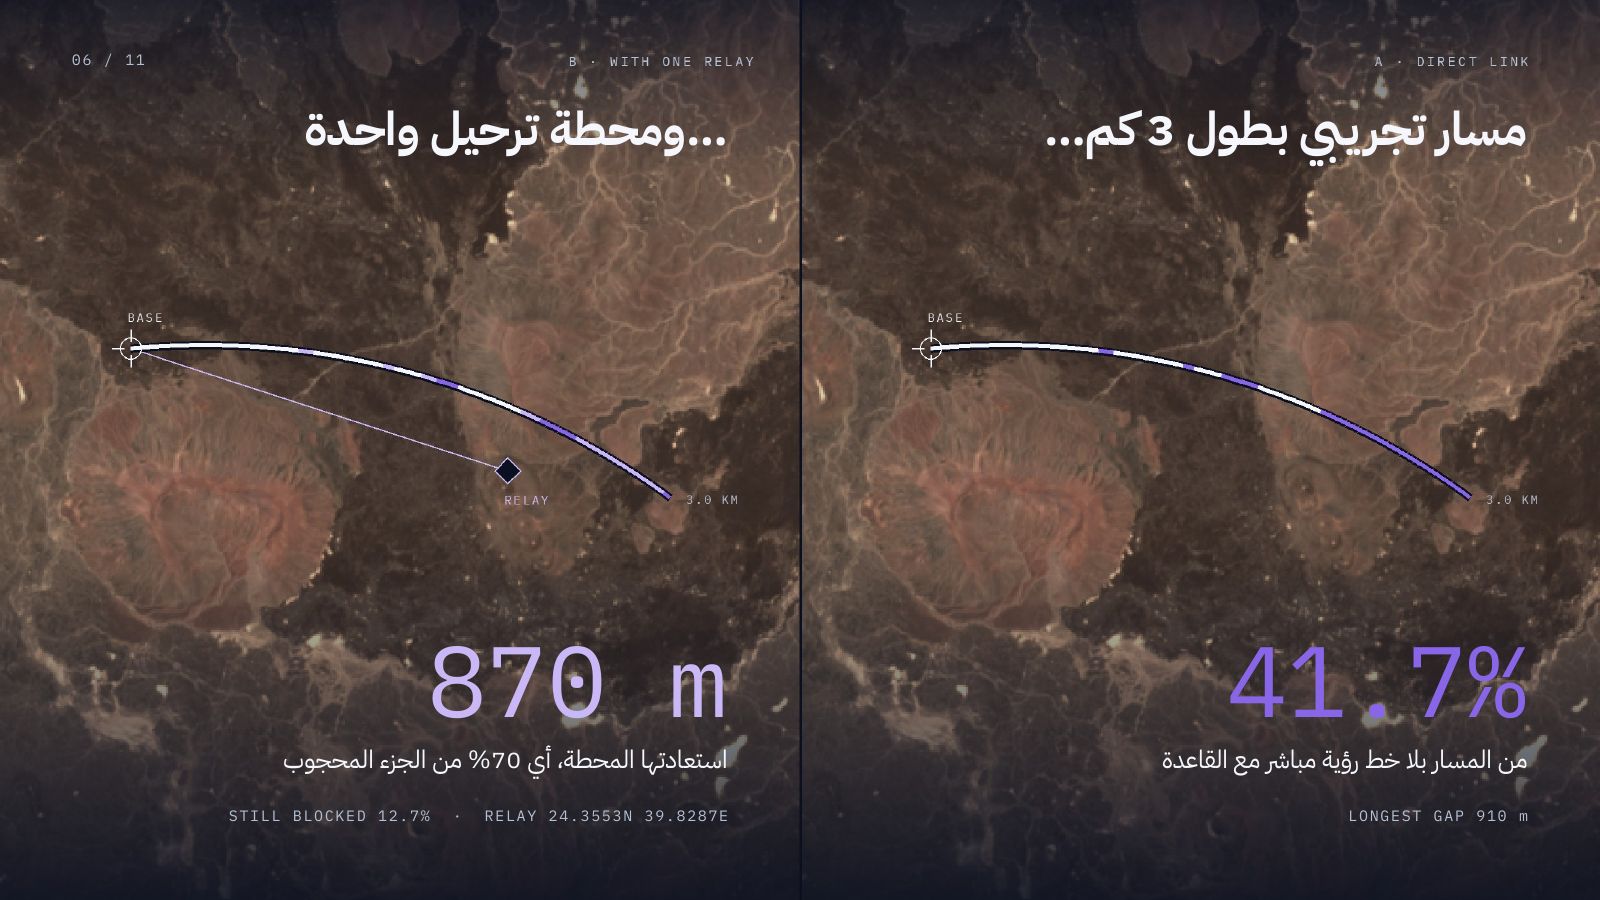 06 / 11
A · DIRECT LINK
مسار تجريبي بطول 3 كم...
BASE
3.0 KM
41.7%
من المسار بلا خط رؤية مباشر مع القاعدة
LONGEST GAP 910 m
B · WITH ONE RELAY
...ومحطة ترحيل واحدة
BASE
RELAY
3.0 KM
870 m
استعادتها المحطة، أي 70% من الجزء المحجوب
STILL BLOCKED 12.7% · RELAY 24.3553N 39.8287E